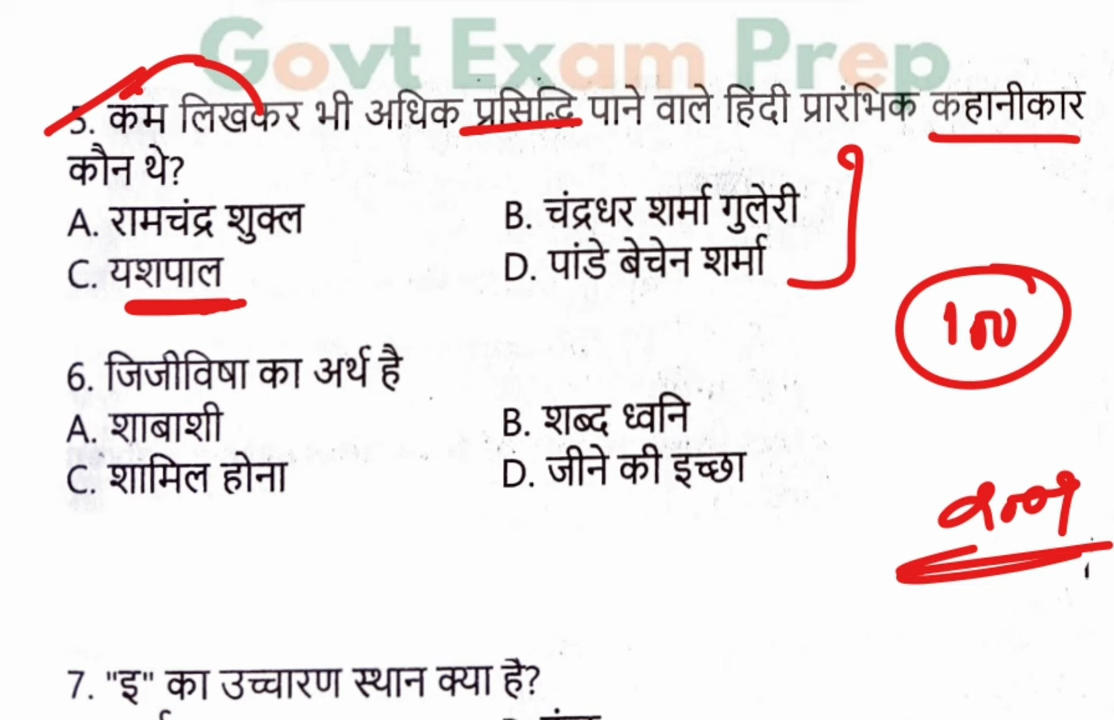 Govt Exam Prep
5. कम लिखकर भी अधिक प्रसिद्धि पाने वाले हिंदी प्रारंभिक कहानीकार
कौन थे?
A. रामचंद्र शुक्ल B. चंद्रधर शर्मा गुलेरी
C. यशपाल D. पांडे बेचेन शर्मा
100
6. जिजीविषा का अर्थ है
A. शाबाशी B. शब्द ध्वनि
C. शामिल होना D. जीने की इच्छा
7. "इ" का उच्चारण स्थान क्या है?